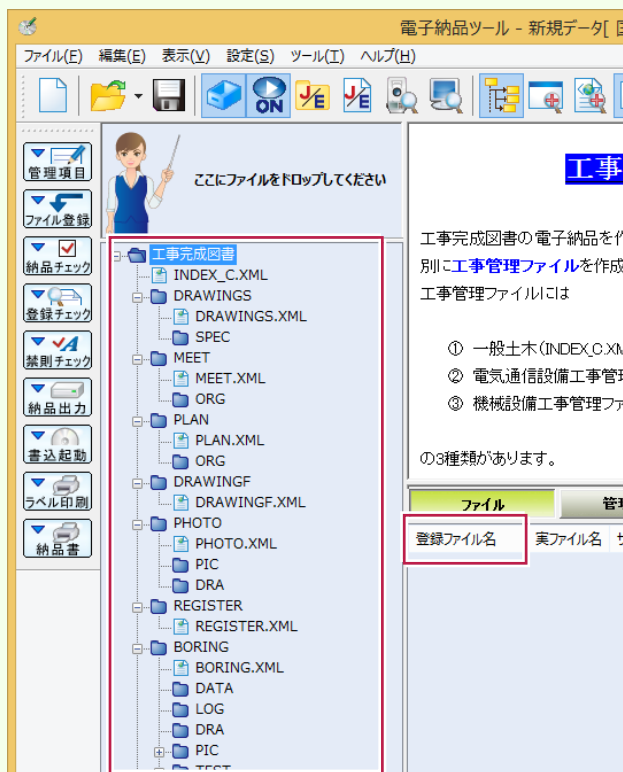 電子納品ツール - 新規データ[
ファイル(F) 編集(E) 表示(V) 設定(S) ツール(T) ヘルプ(H)
ON J/E J/E
管理項目
ファイル登録
納品チェック
登録チェック
禁則チェック
納品出力
書込起動
ラベル印刷
納品書
ここにファイルをドロップしてください
工事完成図書
INDEX_C.XML
DRAWINGS
DRAWINGS.XML
SPEC
MEET
MEET.XML
ORG
PLAN
PLAN.XML
ORG
DRAWINGF
DRAWINGF.XML
PHOTO
PHOTO.XML
PIC
DRA
REGISTER
REGISTER.XML
BORING
BORING.XML
DATA
LOG
DRA
PIC
TEST
工事
工事完成図書の電子納品を作
別に工事管理ファイルを作成
工事管理ファイルには
① 一般土木(INDEX_C.XM
② 電気通信設備工事管理
③ 機械設備工事管理ファ
の3種類があります。
ファイル 管理
登録ファイル名 実ファイル名 サ